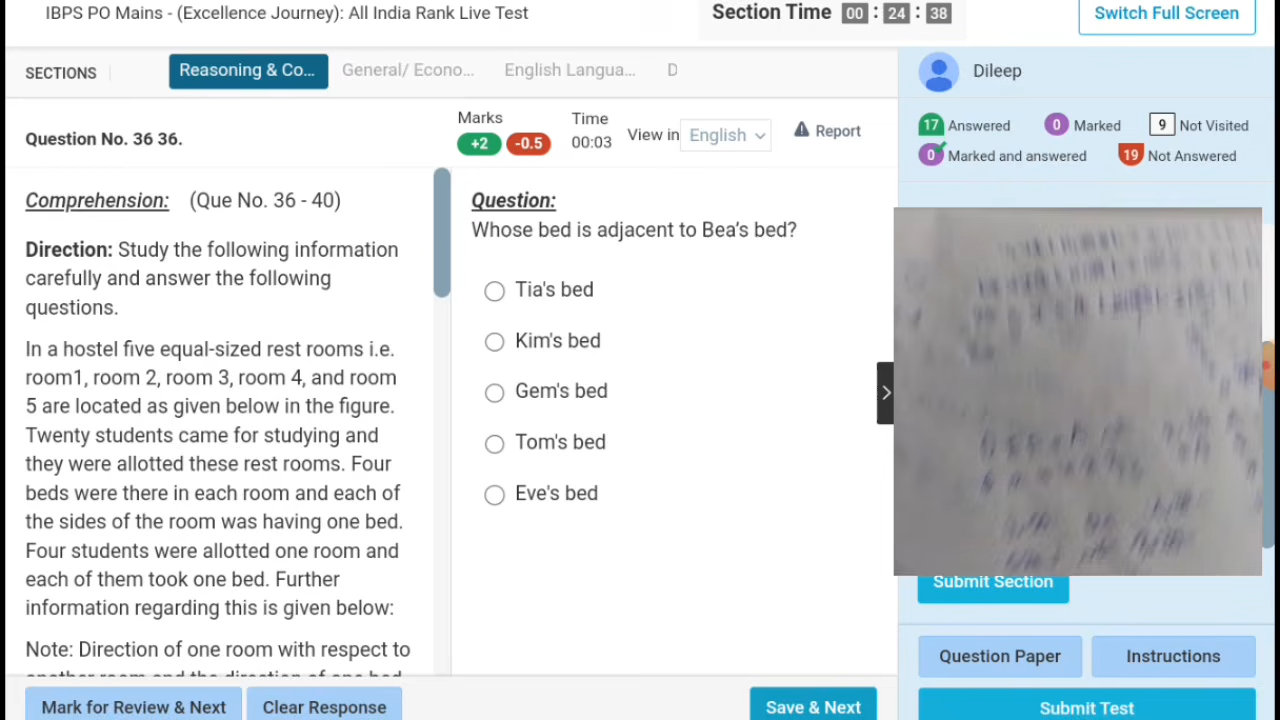 IBPS PO Mains - (Excellence Journey): All India Rank Live Test
Section Time 00 : 24 : 38
Switch Full Screen
SECTIONS
Reasoning & Co...
General/ Econo...
English Langua...
D
Dileep
17 Answered
0 Marked
9 Not Visited
0 Marked and answered
19 Not Answered
Question No. 36 36.
Marks
+2 -0.5
Time
00:03
View in English
Report
Comprehension: (Que No. 36 - 40)
Direction: Study the following information
carefully and answer the following
questions.
In a hostel five equal-sized rest rooms i.e.
room1, room 2, room 3, room 4, and room
5 are located as given below in the figure.
Twenty students came for studying and
they were allotted these rest rooms. Four
beds were there in each room and each of
the sides of the room was having one bed.
Four students were allotted one room and
each of them took one bed. Further
information regarding this is given below:
Note: Direction of one room with respect to
another room and the direction of one bed
Question:
Whose bed is adjacent to Bea's bed?
Tia's bed
Kim's bed
Gem's bed
Tom's bed
Eve's bed
Submit Section
Question Paper
Instructions
Mark for Review & Next
Clear Response
Save & Next
Submit Test